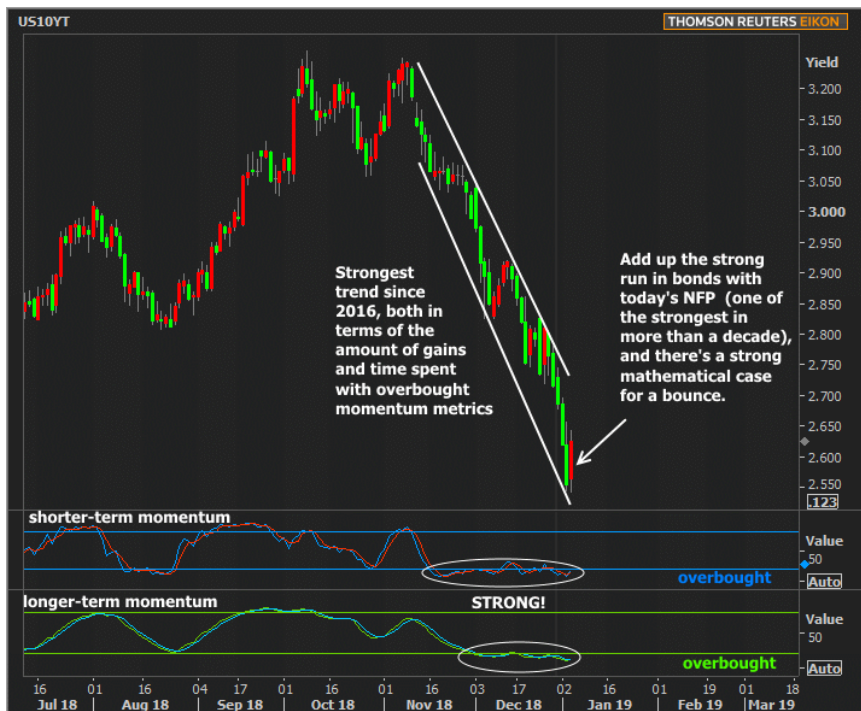 US10YT
THOMSON REUTERS EIKON
Yield
3.200
3.150
3.100
3.050
3.000
2.950
2.900
2.850
2.800
2.750
2.700
2.650
2.600
2.550
.123
Strongest
trend since
2016, both in
terms of the
amount of gains
and time spent
with overbought
momentum metrics
Add up the strong
run in bonds with
today's NFP (one of
the strongest in
more than a decade),
and there's a strong
mathematical case
for a bounce.
shorter-term momentum
Value
50
overbought
Auto
longer-term momentum
STRONG!
Value
50
overbought
Auto
16 01 16 04 17 01 16 01 16 03 17 02 16 01 19 01 18
Jul 18 Aug 18 Sep 18 Oct 18 Nov 18 Dec 18 Jan 19 Feb 19 Mar 19